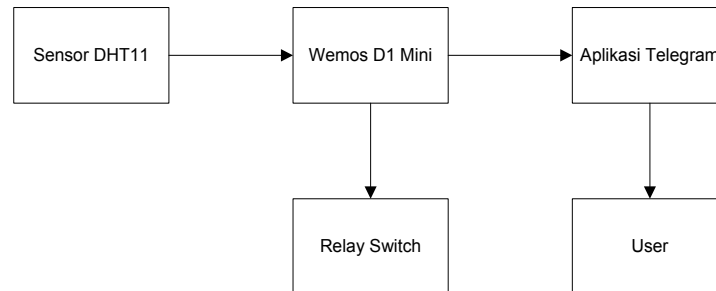 Sensor DHT11
Wemos D1 Mini
Aplikasi Telegram
Relay Switch
User